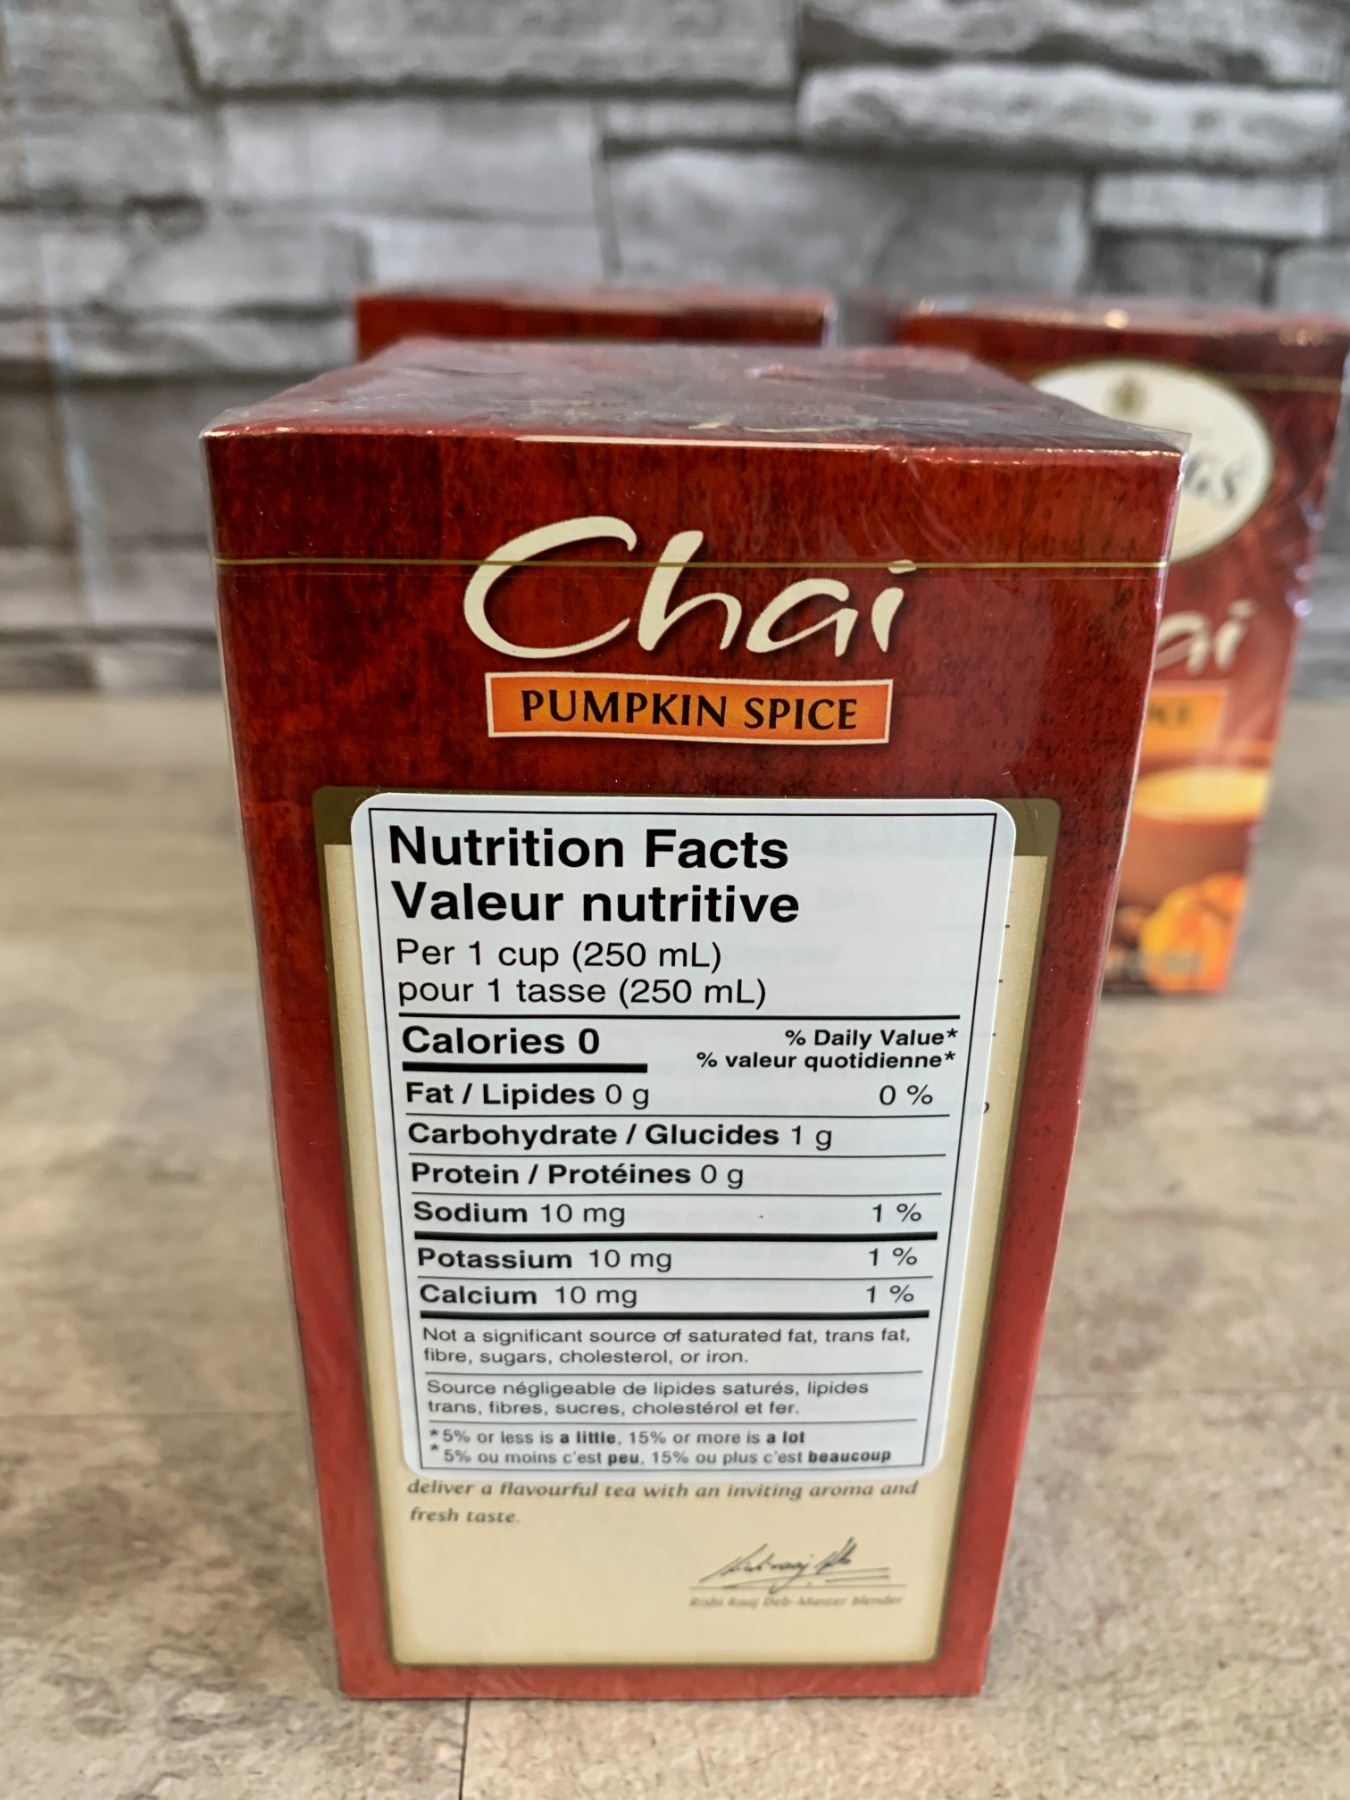 Chai
PUMPKIN SPICE
Nutrition Facts
Valeur nutritive
Per 1 cup (250 mL)
pour 1 tasse (250 mL)
Calories 0
% Daily Value*
% valeur quotidienne*
Fat / Lipides 0 g 0 %
Carbohydrate / Glucides 1 g
Protein / Protéines 0 g
Sodium 10 mg 1 %
Potassium 10 mg 1 %
Calcium 10 mg 1 %
Not a significant source of saturated fat, trans fat,
fibre, sugars, cholesterol, or iron.
Source négligeable de lipides saturés, lipides
trans, fibres, sucres, cholestérol et fer.
*5% or less is a little, 15% or more is a lot
*5% ou moins c'est peu, 15% ou plus c'est beaucoup
deliver a flavourful tea with an inviting aroma and
fresh taste.
Rishi Raaj Deb-Master Blender